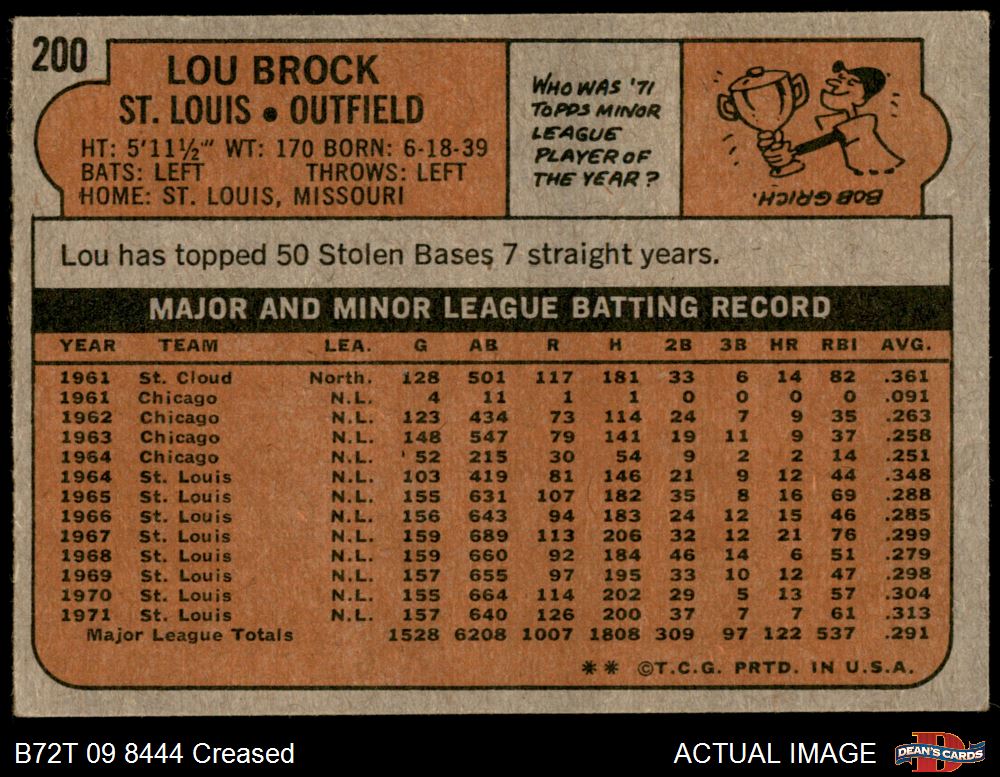 200
LOU BROCK
ST. LOUIS • OUTFIELD
HT: 5'11½" WT: 170 BORN: 6-18-39
BATS: LEFT THROWS: LEFT
HOME: ST. LOUIS, MISSOURI
WHO WAS '71
TOPPS MINOR
LEAGUE
PLAYER OF
THE YEAR?
BOB GRICH.
Lou has topped 50 Stolen Bases 7 straight years.
MAJOR AND MINOR LEAGUE BATTING RECORD
YEAR TEAM LEA. G AB R H 2B 3B HR RBI AVG.
1961 St. Cloud North. 128 501 117 181 33 6 14 82 .361
1961 Chicago N.L. 4 11 1 1 0 0 0 0 .091
1962 Chicago N.L. 123 434 73 114 24 7 9 35 .263
1963 Chicago N.L. 148 547 79 141 19 11 9 37 .258
1964 Chicago N.L. 52 215 30 54 9 2 2 14 .251
1964 St. Louis N.L. 103 419 81 146 21 9 12 44 .348
1965 St. Louis N.L. 155 631 107 182 35 8 16 69 .288
1966 St. Louis N.L. 156 643 94 183 24 12 15 46 .285
1967 St. Louis N.L. 159 689 113 206 32 12 21 76 .299
1968 St. Louis N.L. 159 660 92 184 46 14 6 51 .279
1969 St. Louis N.L. 157 655 97 195 33 10 12 47 .298
1970 St. Louis N.L. 155 664 114 202 29 5 13 57 .304
1971 St. Louis N.L. 157 640 126 200 37 7 7 61 .313
Major League Totals 1528 6208 1007 1808 309 97 122 537 .291
** ©T.C.G. PRTD. IN U.S.A.
B72T 09 8444 Creased
ACTUAL IMAGE
DEAN'S CARDS